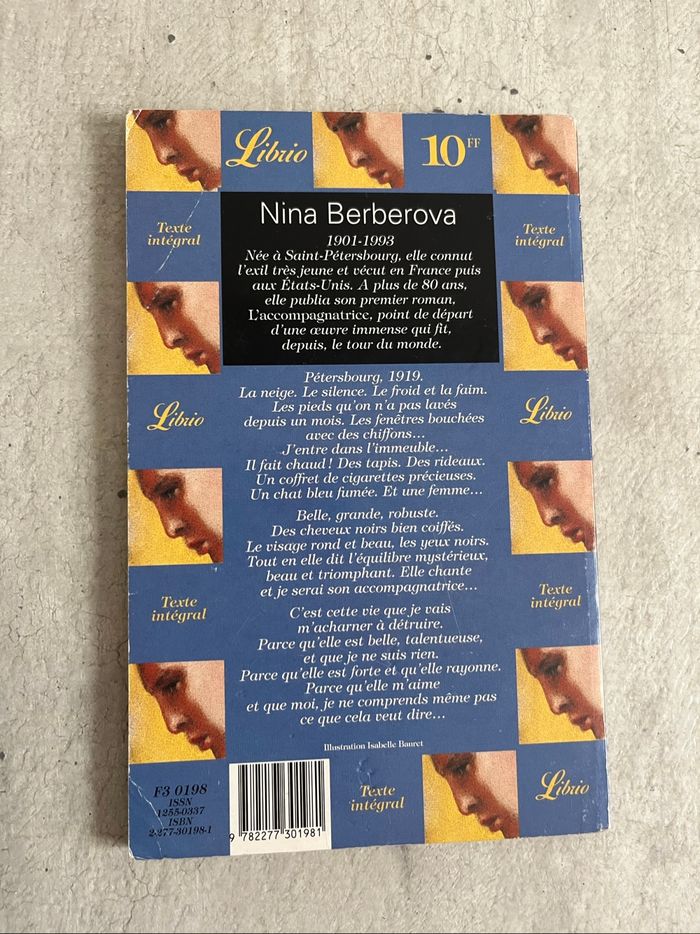 Librio
10 FF
Texte
intégral
Texte
intégral
Nina Berberova
1901-1993
Née à Saint-Pétersbourg, elle connut
l'exil très jeune et vécut en France puis
aux États-Unis. A plus de 80 ans,
elle publia son premier roman,
L'accompagnatrice, point de départ
d'une œuvre immense qui fit,
depuis, le tour du monde.
Pétersbourg, 1919.
La neige. Le silence. Le froid et la faim.
Les pieds qu'on n'a pas lavés
depuis un mois. Les fenêtres bouchées
avec des chiffons...
J'entre dans l'immeuble...
Il fait chaud ! Des tapis. Des rideaux.
Un coffret de cigarettes précieuses.
Un chat bleu fumée. Et une femme...
Librio
Librio
Belle, grande, robuste.
Des cheveux noirs bien coiffés.
Le visage rond et beau, les yeux noirs.
Tout en elle dit l'équilibre mystérieux,
beau et triomphant. Elle chante
et je serai son accompagnatrice...
Texte
intégral
Texte
intégral
C'est cette vie que je vais
m'acharner à détruire.
Parce qu'elle est belle, talentueuse,
et que je ne suis rien.
Parce qu'elle est forte et qu'elle rayonne.
Parce qu'elle m'aime
et que moi, je ne comprends même pas
ce que cela veut dire...
Illustration Isabelle Bauret
F3 0198
ISSN
1255-0337
ISBN
2-277-30198-1
9 782277 301981
Texte
intégral
Librio